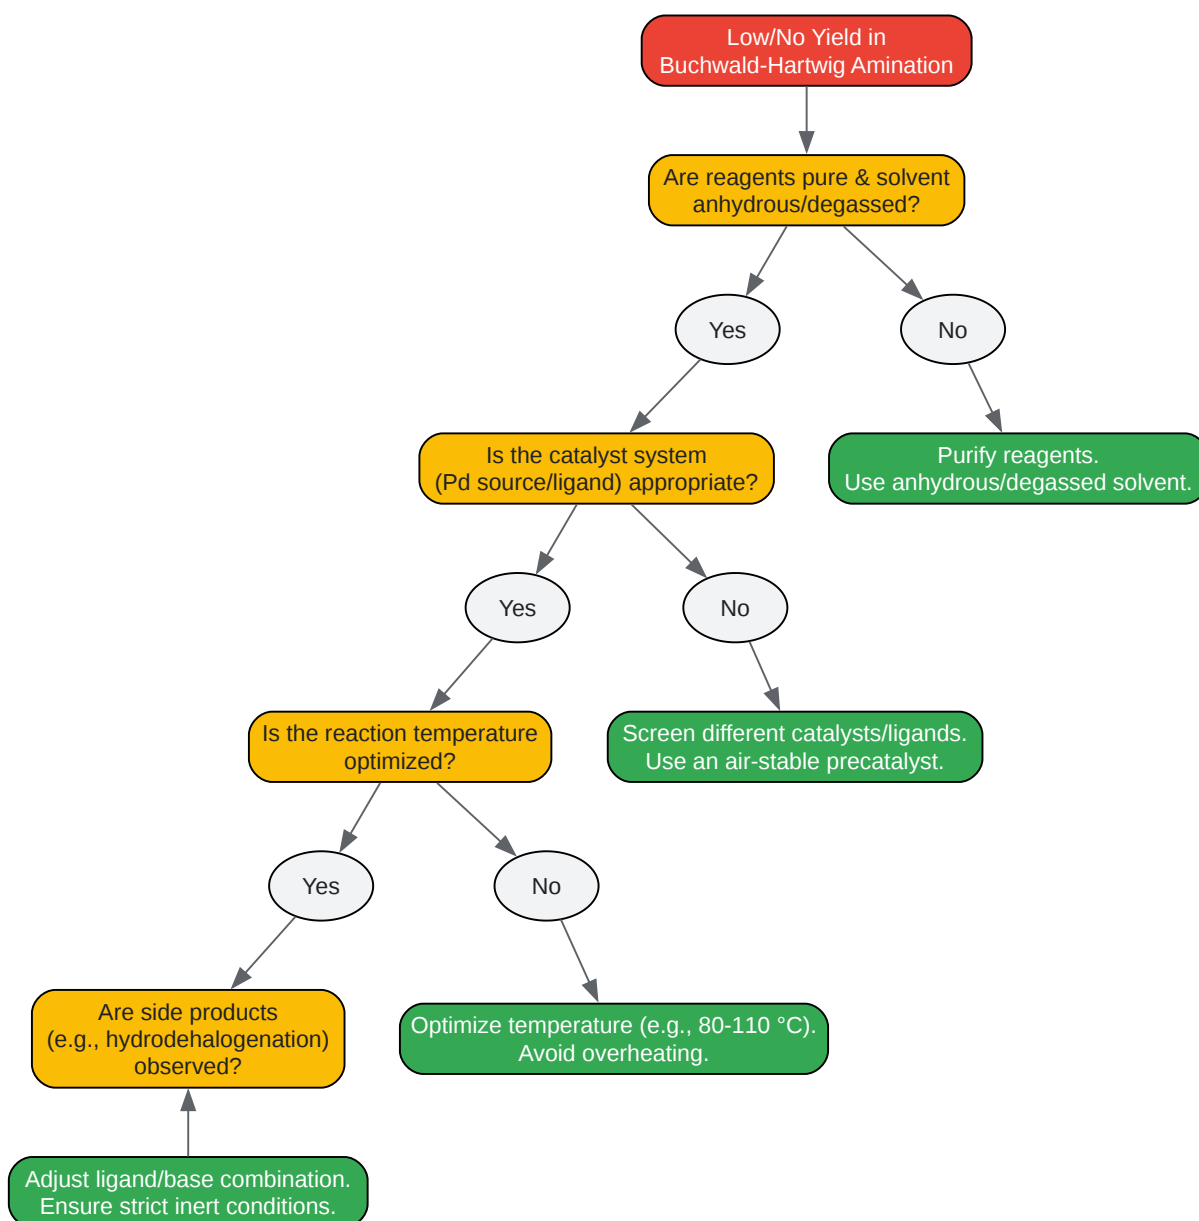 Low/No Yield in
Buchwald-Hartwig Amination
Are reagents pure & solvent
anhydrous/degassed?
Yes
No
Is the catalyst system
(Pd source/ligand) appropriate?
Purify reagents.
Use anhydrous/degassed solvent.
Yes
No
Is the reaction temperature
optimized?
Screen different catalysts/ligands.
Use an air-stable precatalyst.
Yes
No
Are side products
(e.g., hydrodehalogenation)
observed?
Optimize temperature (e.g., 80-110 °C).
Avoid overheating.
Adjust ligand/base combination.
Ensure strict inert conditions.